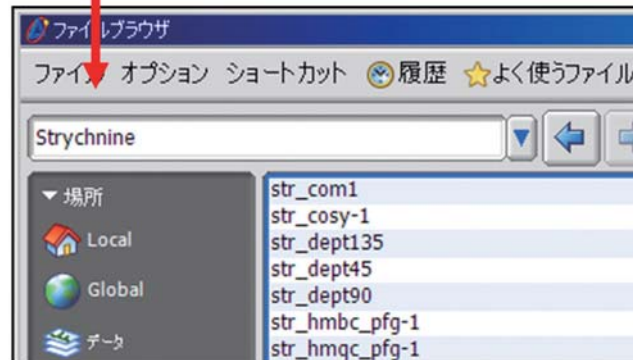 ファイルブラウザ
ファイル オプション ショートカット 履歴 よく使うファイル
Strychnine
場所
Local
Global
データ
str_com1
str_cosy-1
str_dept135
str_dept45
str_dept90
str_hmbc_pfg-1
str_hmqc_pfg-1